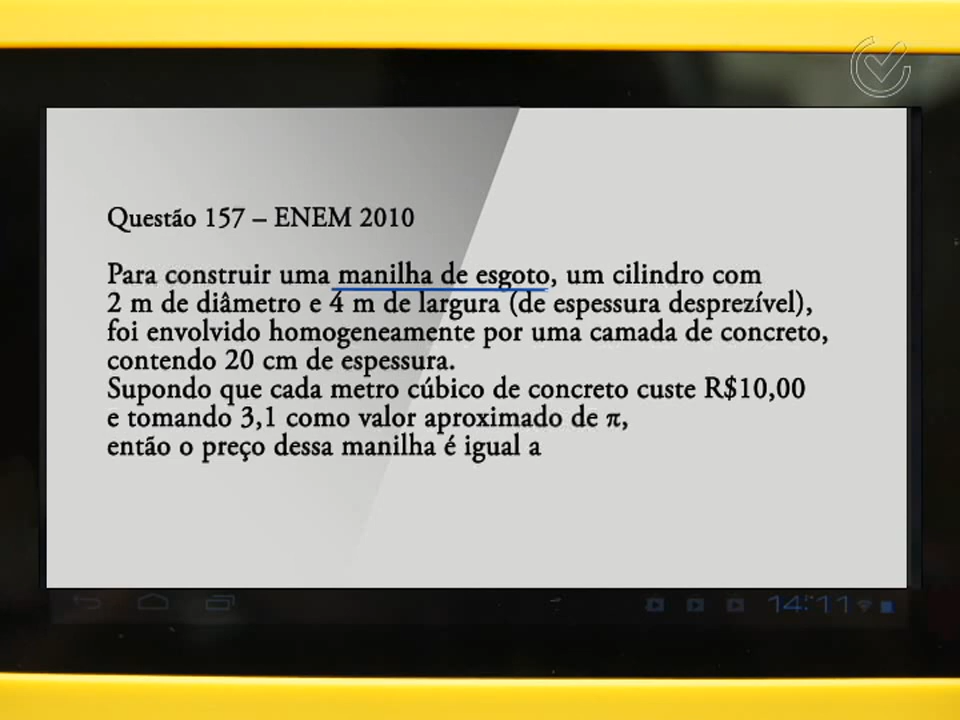 Questão 157 – ENEM 2010
Para construir uma manilha de esgoto, um cilindro com
2 m de diâmetro e 4 m de largura (de espessura desprezível),
foi envolvido homogeneamente por uma camada de concreto,
contendo 20 cm de espessura.
Supondo que cada metro cúbico de concreto custe R$10,00
e tomando 3,1 como valor aproximado de π,
então o preço dessa manilha é igual a
14:11